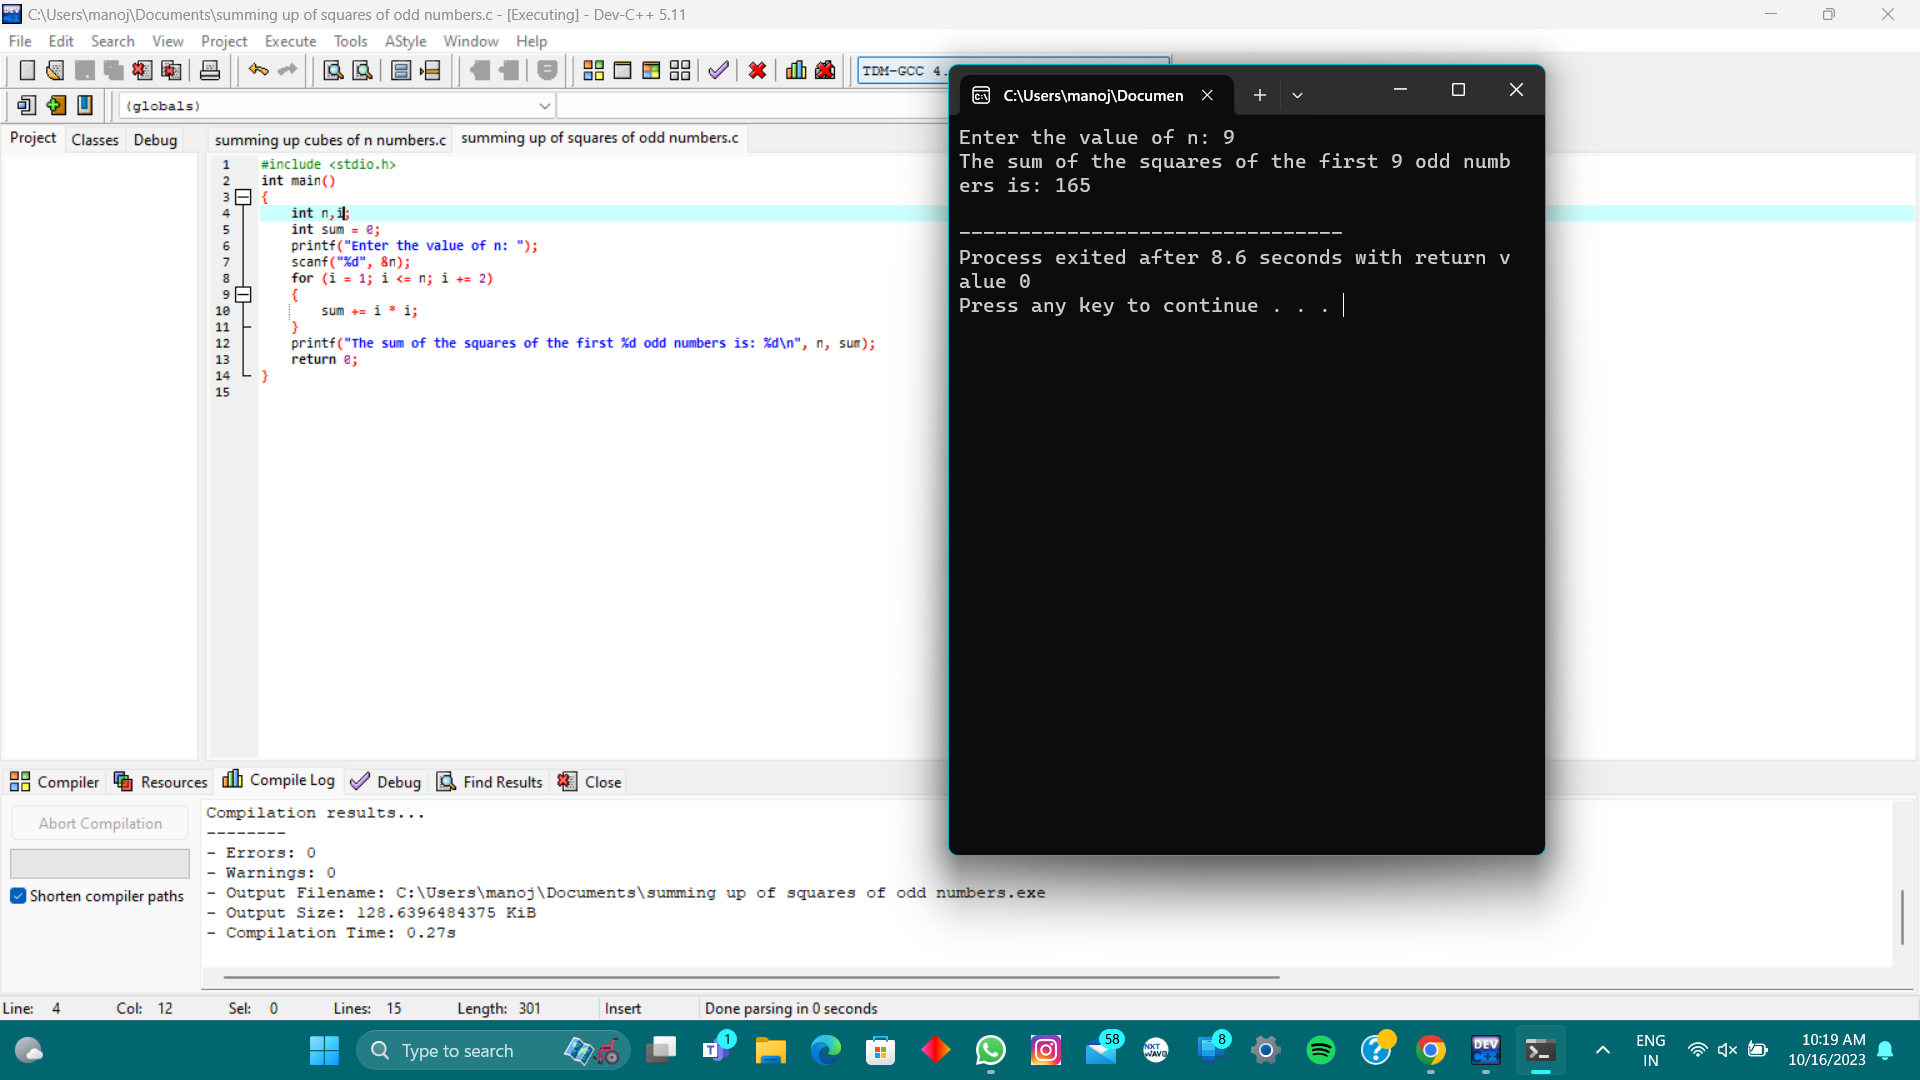 C:\Users\manoj\Documents\summing up of squares of odd numbers.c - [Executing] - Dev-C++ 5.11
File Edit Search View Project Execute Tools AStyle Window Help
TDM-GCC 4.
(globals)
Project Classes Debug
summing up cubes of n numbers.c summing up of squares of odd numbers.c
1 #include <stdio.h>
2 int main()
3 {
4 int n,i;
5 int sum = 0;
6 printf("Enter the value of n: ");
7 scanf("%d", &n);
8 for (i = 1; i <= n; i += 2)
9 {
10 sum += i * i;
11 }
12 printf("The sum of the squares of the first %d odd numbers is: %d\n", n, sum);
13 return 0;
14 }
15
C:\Users\manoj\Documen
Enter the value of n: 9
The sum of the squares of the first 9 odd numb
ers is: 165
--------------------------------
Process exited after 8.6 seconds with return v
alue 0
Press any key to continue . . .
Compiler Resources Compile Log Debug Find Results Close
Abort Compilation
Shorten compiler paths
Compilation results...
--------
- Errors: 0
- Warnings: 0
- Output Filename: C:\Users\manoj\Documents\summing up of squares of odd numbers.exe
- Output Size: 128.6396484375 KiB
- Compilation Time: 0.27s
Line: 4 Col: 12 Sel: 0 Lines: 15 Length: 301 Insert Done parsing in 0 seconds
Type to search
1
58
NXT WAVE
8
DEV C++
ENG
IN
10:19 AM
10/16/2023